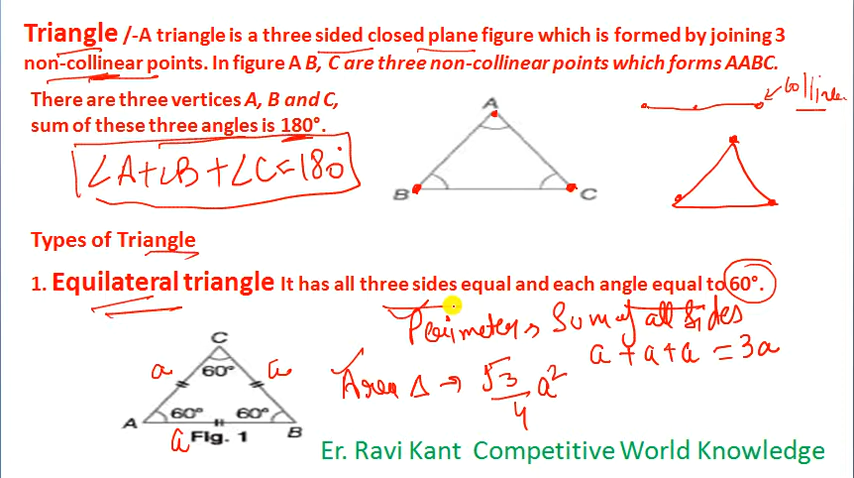 Triangle /-A triangle is a three sided closed plane figure which is formed by joining 3
non-collinear points. In figure A B, C are three non-collinear points which forms AABC.
There are three vertices A, B and C,
sum of these three angles is 180°.
∠A+∠B+∠C=180°
A
B
C
Types of Triangle
1. Equilateral triangle It has all three sides equal and each angle equal to 60°.
Perimeter = Sum of all sides
a + a + a = 3a
Area Δ → √3/4 a²
C
a
a
60°
60°
60°
A
B
a
Fig. 1
Er. Ravi Kant Competitive World Knowledge